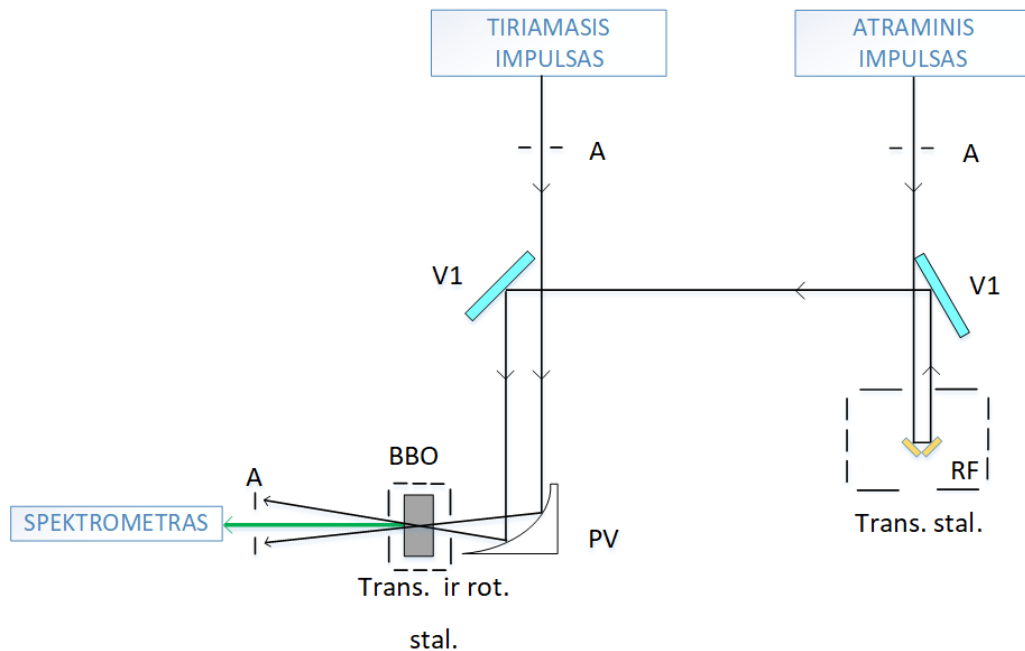 TIRIAMASIS
IMPULSAS
ATRAMINIS
IMPULSAS
A
A
V1
V1
BBO
A
RF
SPEKTROMETRAS
PV
Trans. stal.
Trans. ir rot.
stal.